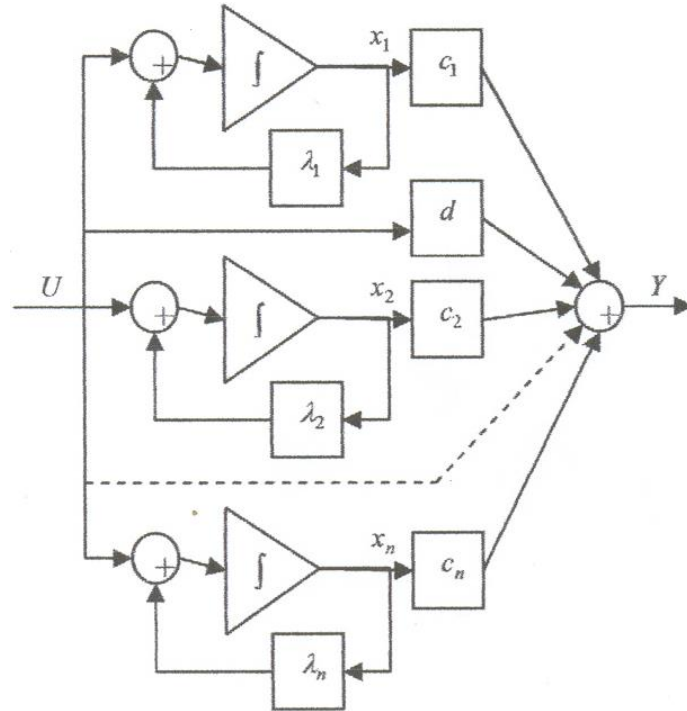 x₁
c₁
+
∫
λ₁
d
U
x₂
c₂
Y
+
∫
+
λ₂
xₙ
cₙ
+
∫
λₙ